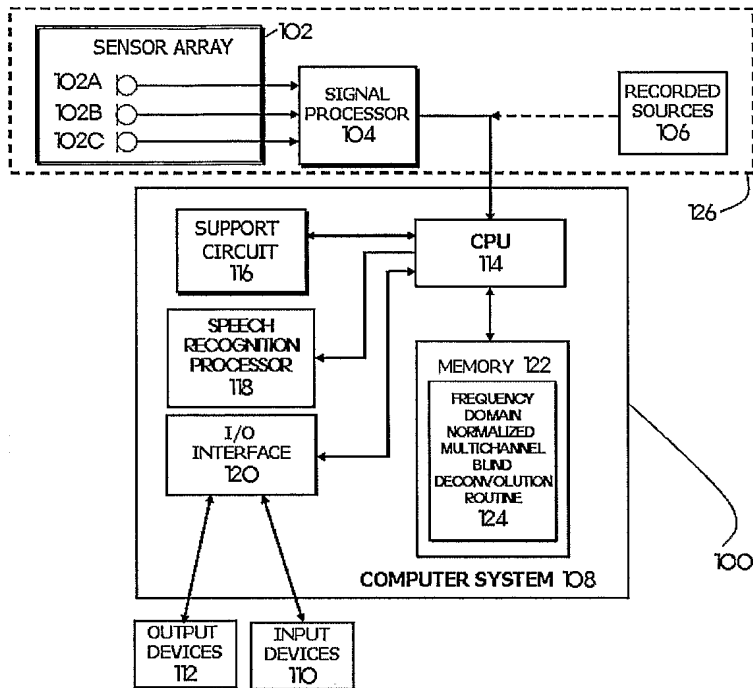 SENSOR ARRAY
102
102A
102B
102C
SIGNAL
PROCESSOR
104
RECORDED
SOURCES
106
126
SUPPORT
CIRCUIT
116
CPU
114
SPEECH
RECOGNITION
PROCESSOR
118
MEMORY 122
FREQUENCY
DOMAIN
NORMALIZED
MULTICHANNEL
BLIND
DECONVOLUTION
ROUTINE
124
I/O
INTERFACE
120
100
COMPUTER SYSTEM 108
OUTPUT
DEVICES
112
INPUT
DEVICES
110